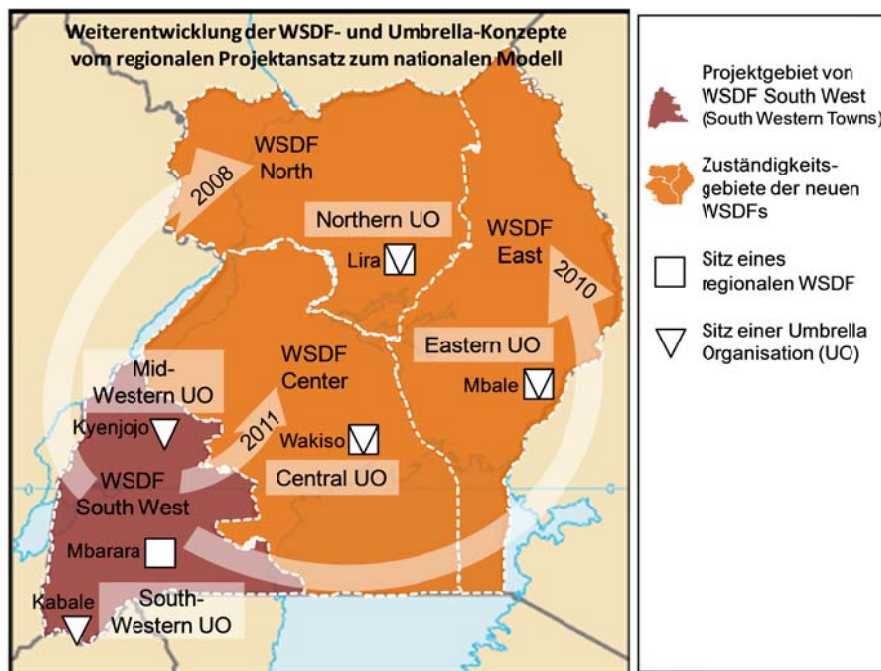 Weiterentwicklung der WSDF- und Umbrella-Konzepte
vom regionalen Projektansatz zum nationalen Modell
WSDF
North
2008
Northern UO
Lira
WSDF
East
2010
Eastern UO
Mbale
WSDF
Center
2011
Wakiso
Central UO
Mid-
Western UO
Kyenjojo
WSDF
South West
Mbarara
Kabale
South-
Western UO
Projektgebiet von
WSDF South West
(South Western Towns)
Zuständigkeits-
gebiete der neuen
WSDFs
Sitz eines
regionalen WSDF
Sitz einer Umbrella
Organisation (UO)